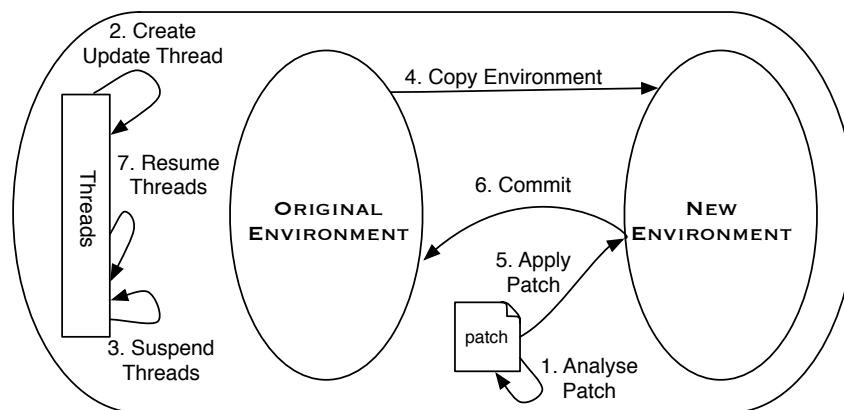 2. Create
Update Thread
4. Copy Environment
7. Resume
Threads
Threads
6. Commit
ORIGINAL
ENVIRONMENT
NEW
ENVIRONMENT
5. Apply
Patch
patch
3. Suspend
Threads
1. Analyse
Patch